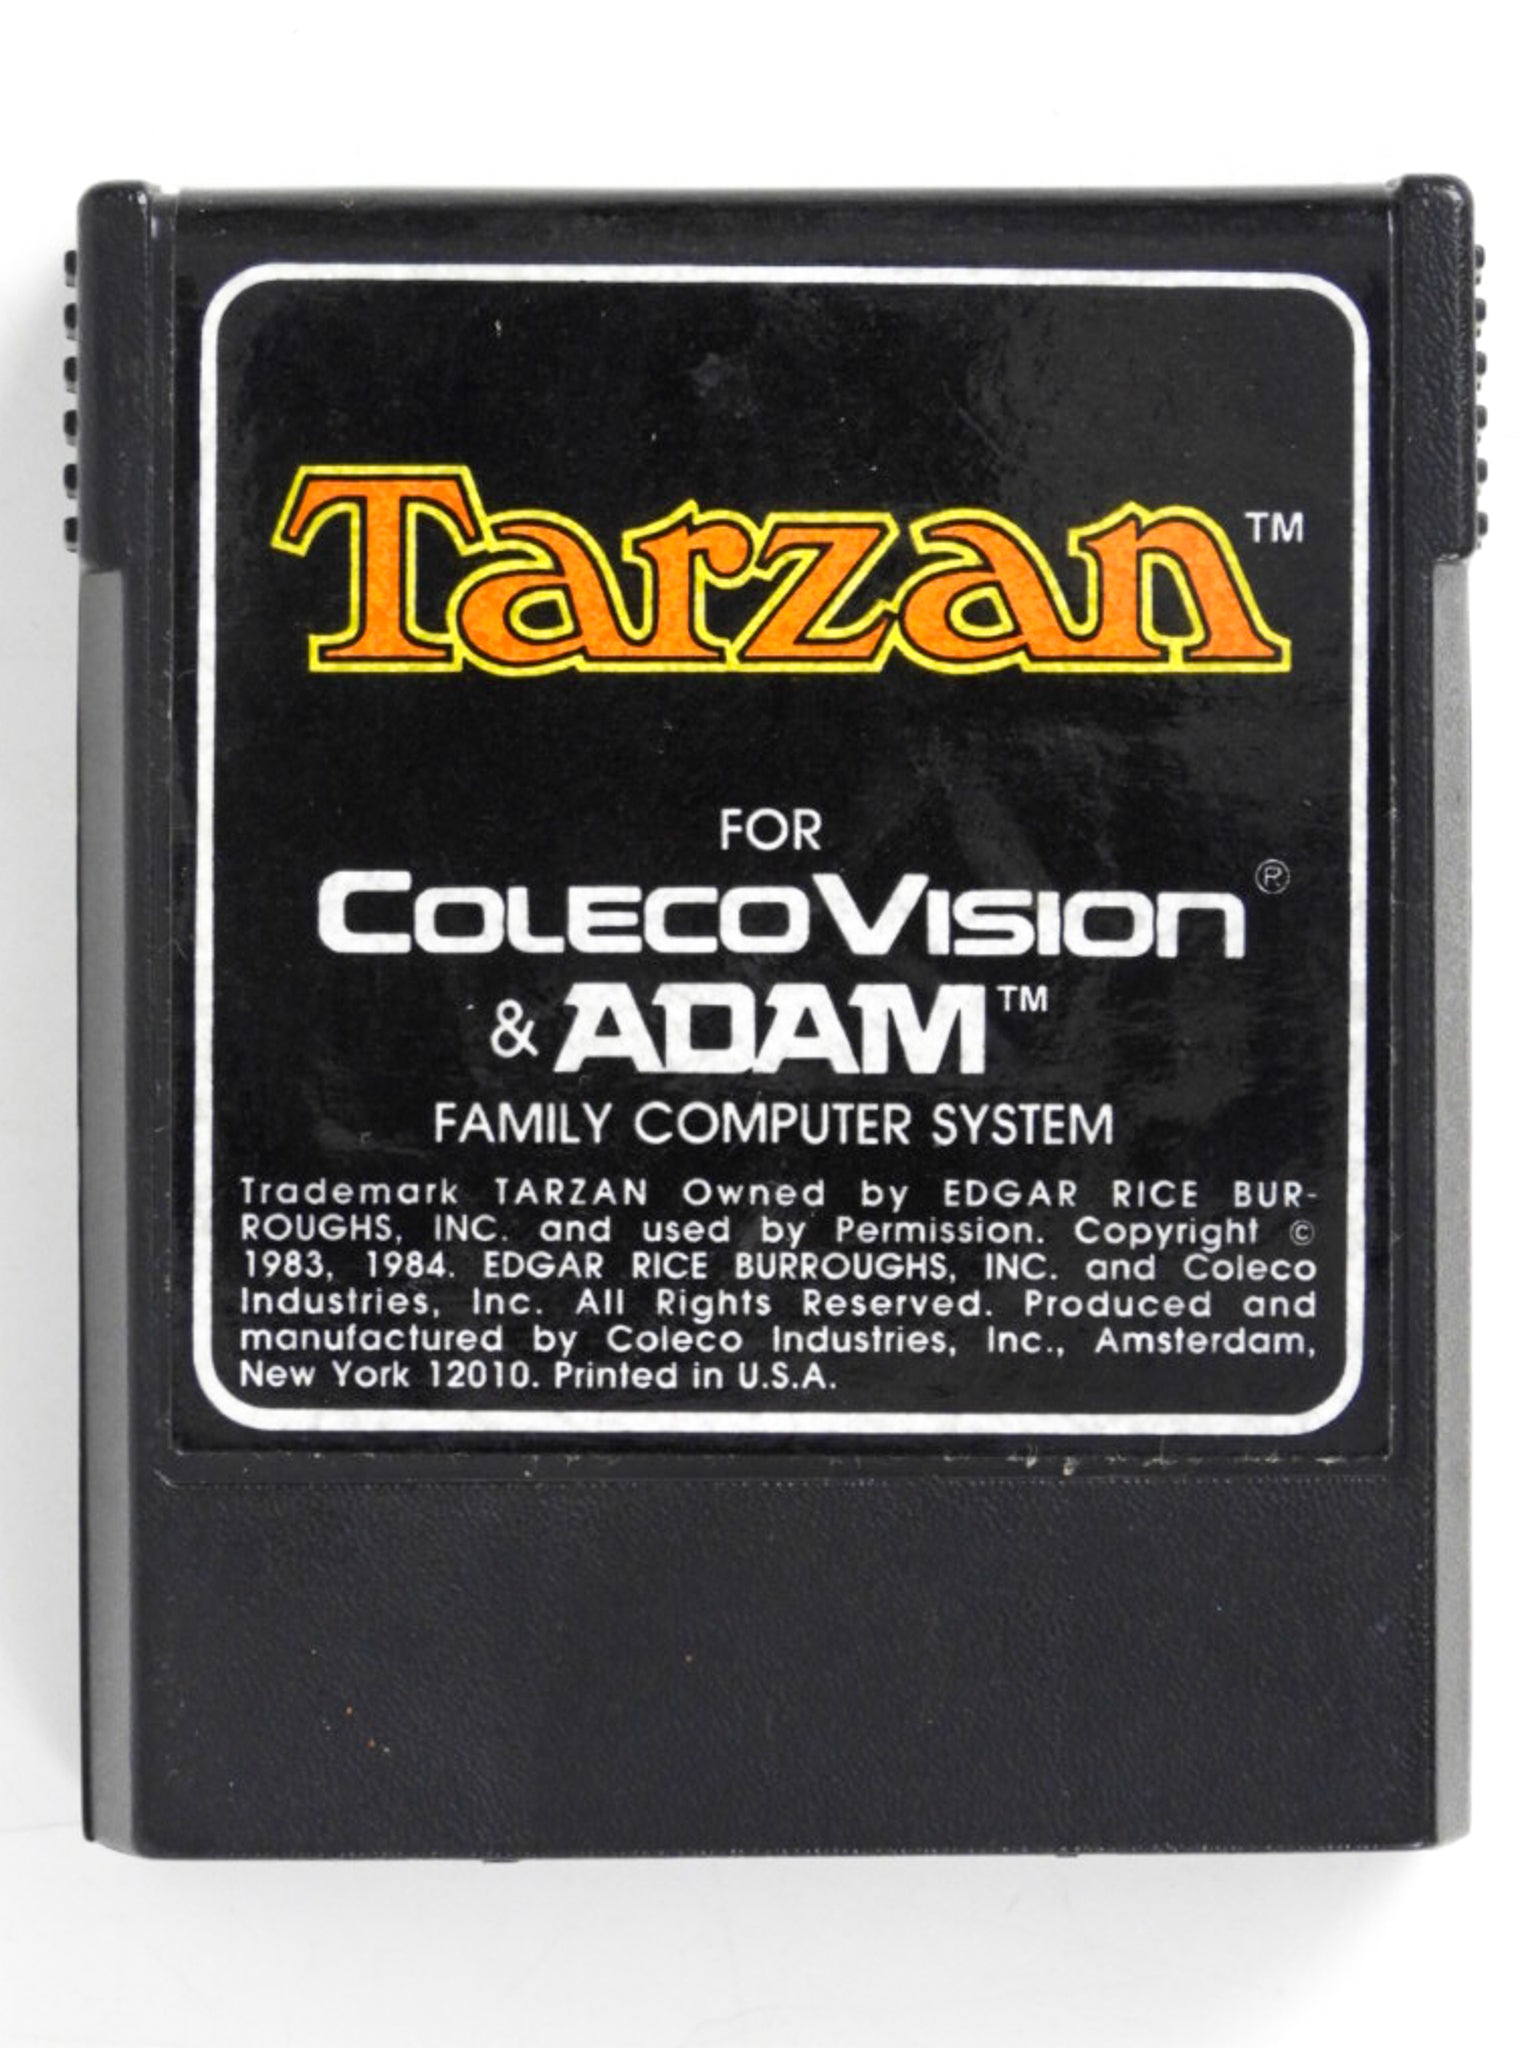 Tarzan™
FOR
COLECOVISION®
& ADAM™
FAMILY COMPUTER SYSTEM
Trademark TARZAN Owned by EDGAR RICE BUR-
ROUGHS, INC. and used by Permission. Copyright ©
1983, 1984. EDGAR RICE BURROUGHS, INC. and Coleco
Industries, Inc. All Rights Reserved. Produced and
manufactured by Coleco Industries, Inc., Amsterdam,
New York 12010. Printed in U.S.A.